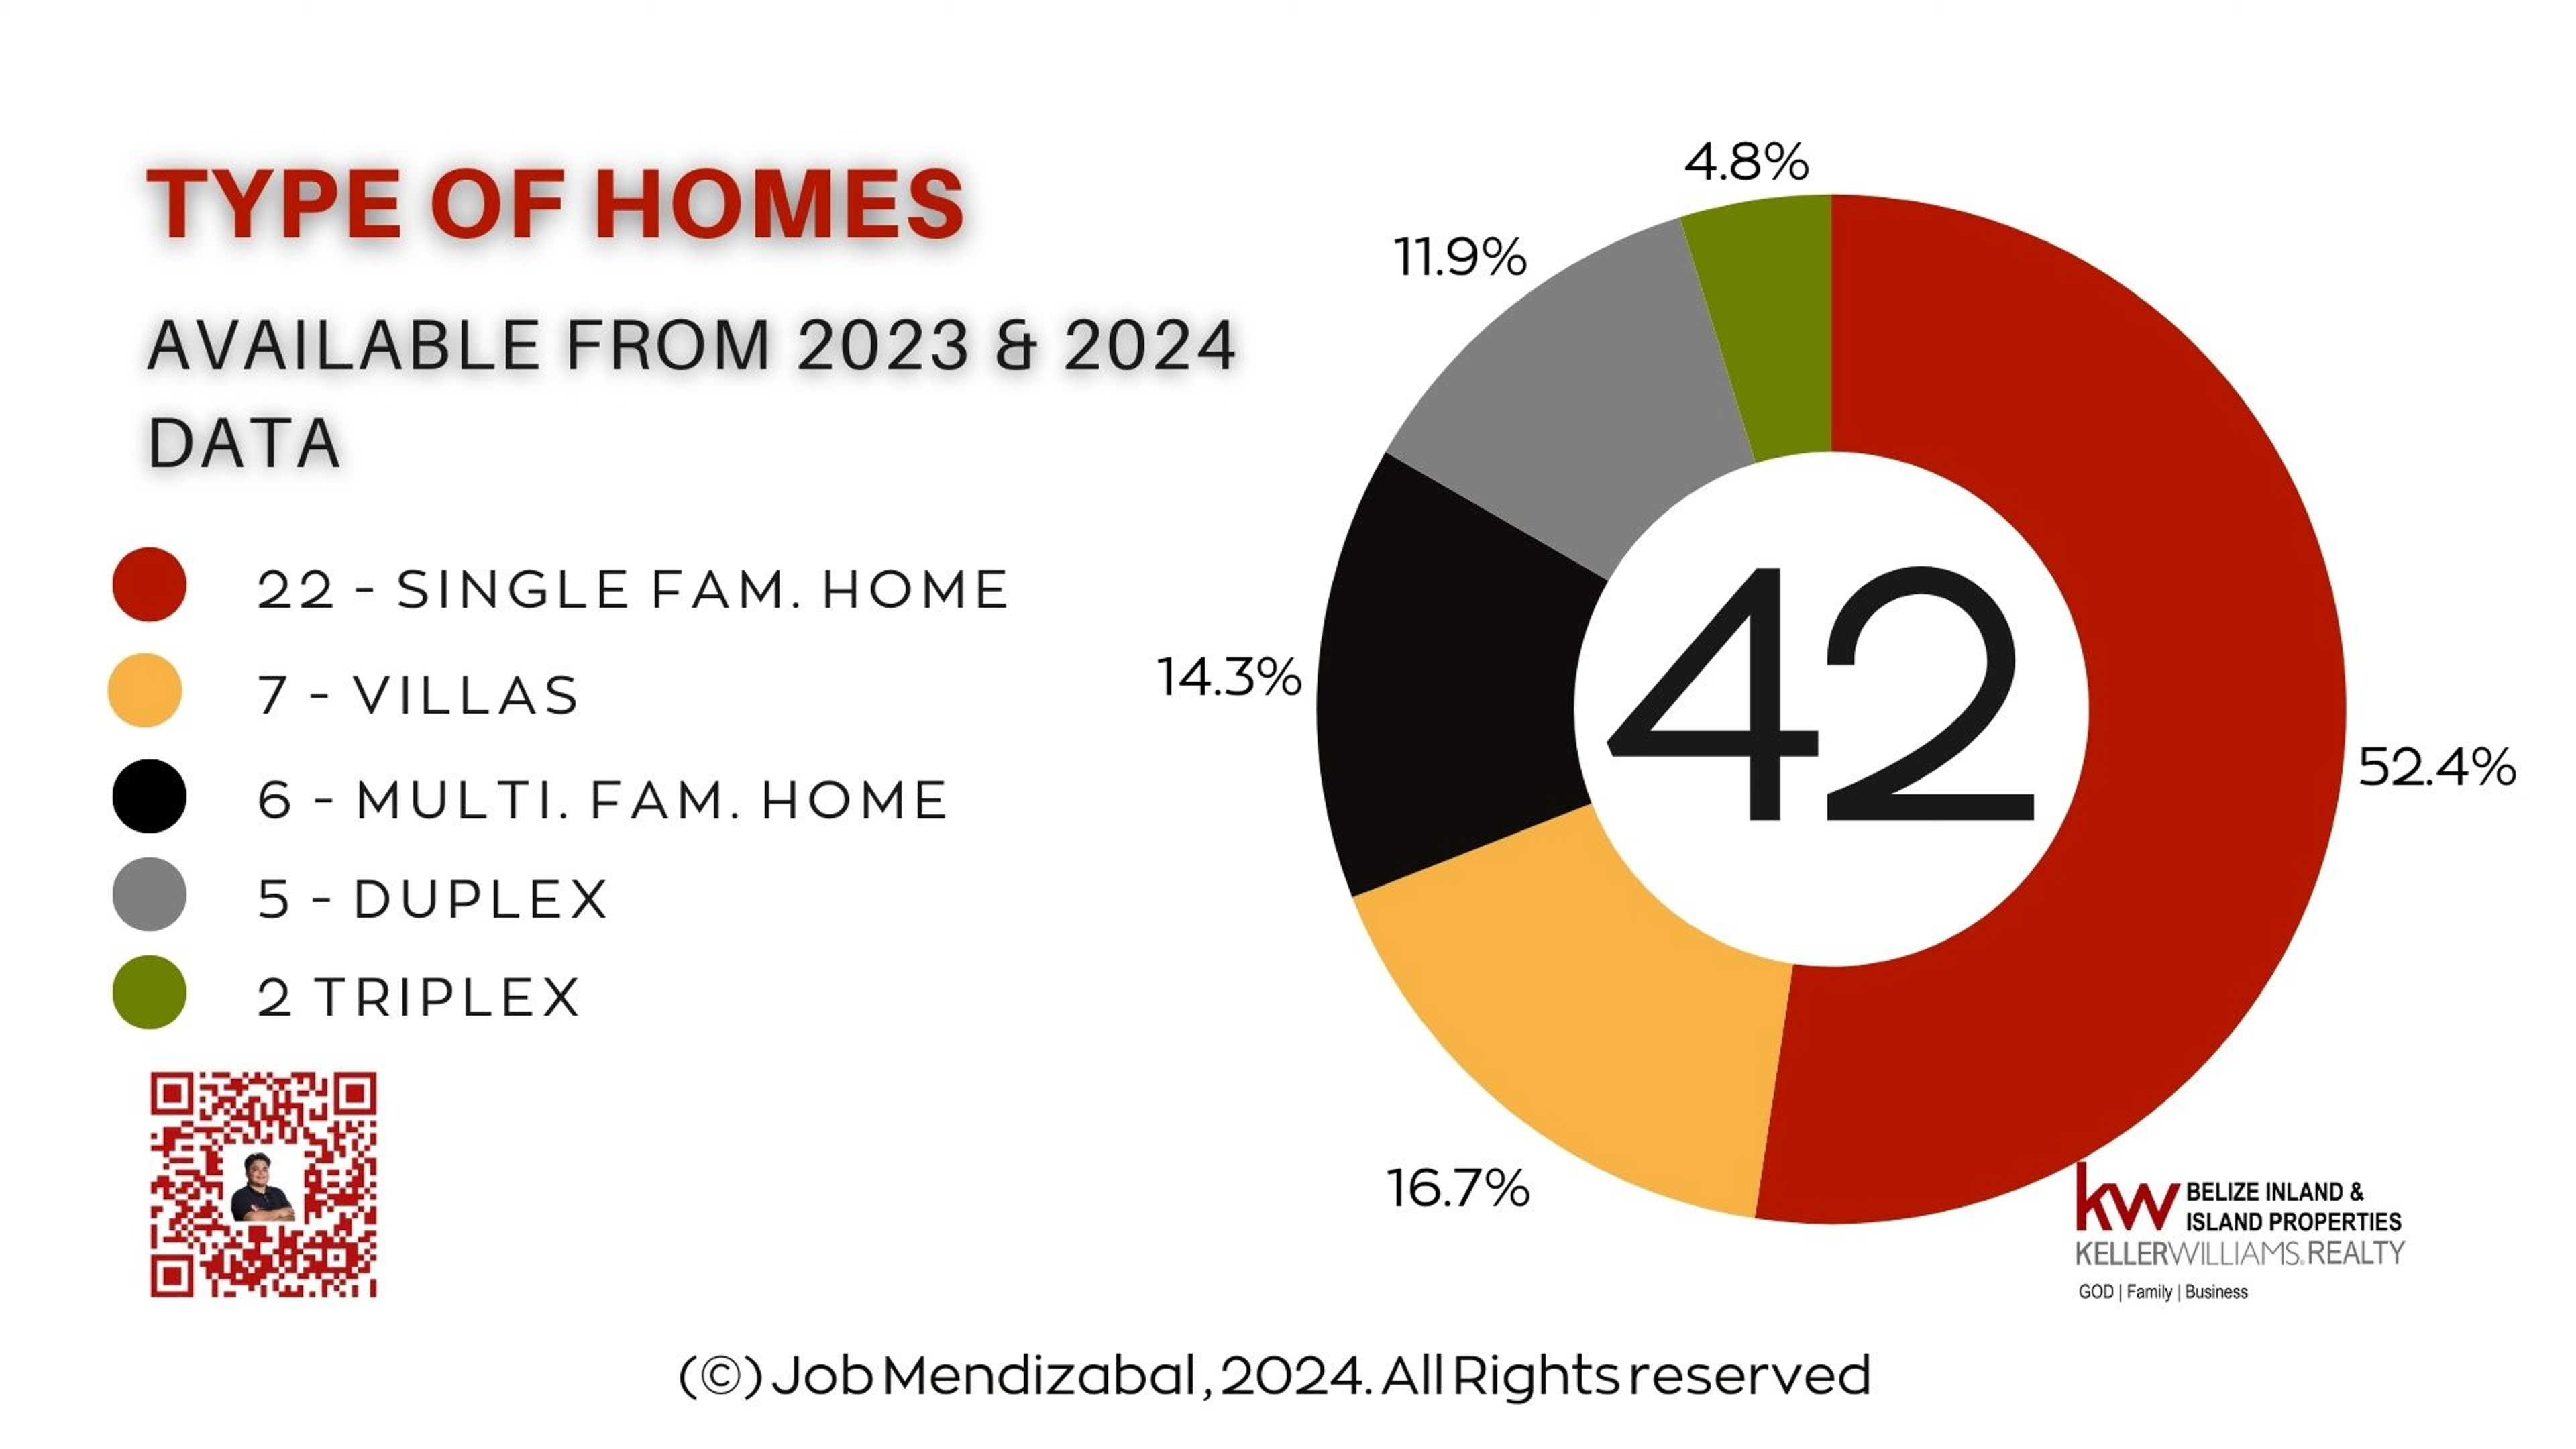 TYPE OF HOMES
AVAILABLE FROM 2023 & 2024
DATA
22 - SINGLE FAM. HOME
7 - VILLAS
6 - MULTI. FAM. HOME
5 - DUPLEX
2 TRIPLEX
4.8%
11.9%
14.3%
42
52.4%
16.7%
kw BELIZE INLAND &
ISLAND PROPERTIES
KELLERWILLIAMS. REALTY
GOD | Family | Business
(©) Job Mendizabal, 2024. All Rights reserved